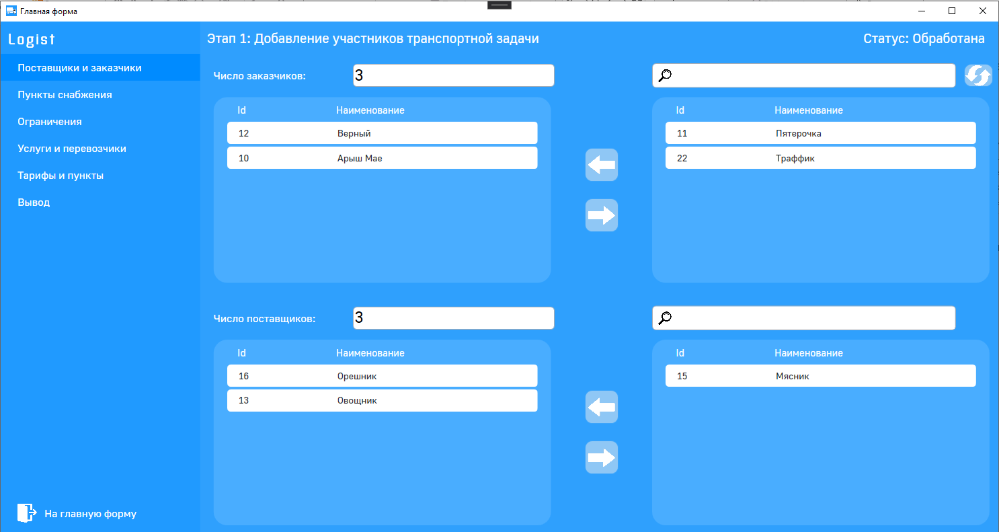 Главная форма
Logist
Этап 1: Добавление участников транспортной задачи
Статус: Обработана
Поставщики и заказчики
Пункты снабжения
Ограничения
Услуги и перевозчики
Тарифы и пункты
Вывод
На главную форму
Число заказчиков: 3
Id Наименование
12 Верный
10 Арыш Мае
Id Наименование
11 Пятерочка
22 Траффик
Число поставщиков: 3
Id Наименование
16 Орешник
13 Овощник
Id Наименование
15 Мясник